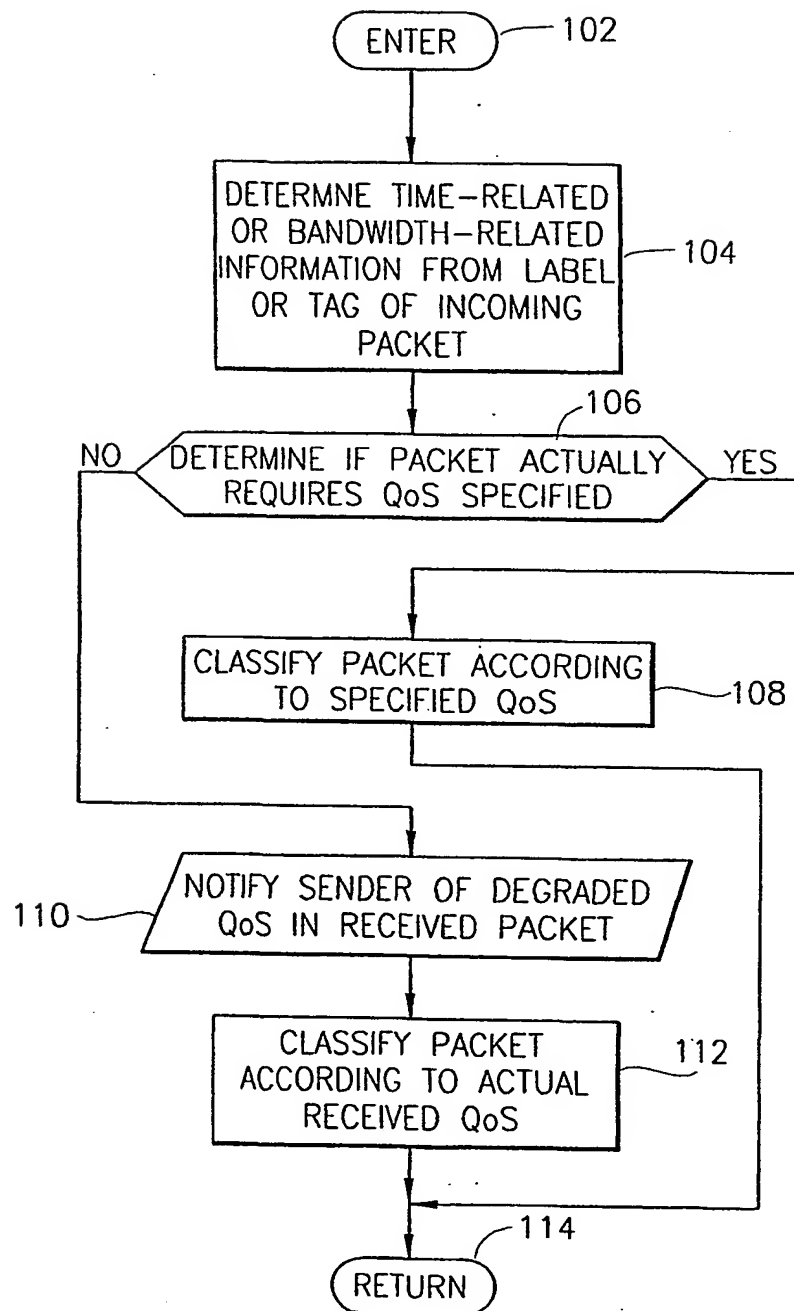 ENTER
102
DETERMNE TIME-RELATED
OR BANDWIDTH-RELATED
INFORMATION FROM LABEL
OR TAG OF INCOMING
PACKET
104
106
NO
DETERMINE IF PACKET ACTUALLY
REQUIRES QoS SPECIFIED
YES
CLASSIFY PACKET ACCORDING
TO SPECIFIED QoS
108
NOTIFY SENDER OF DEGRADED
QoS IN RECEIVED PACKET
110
CLASSIFY PACKET
ACCORDING TO ACTUAL
RECEIVED QoS
112
114
RETURN